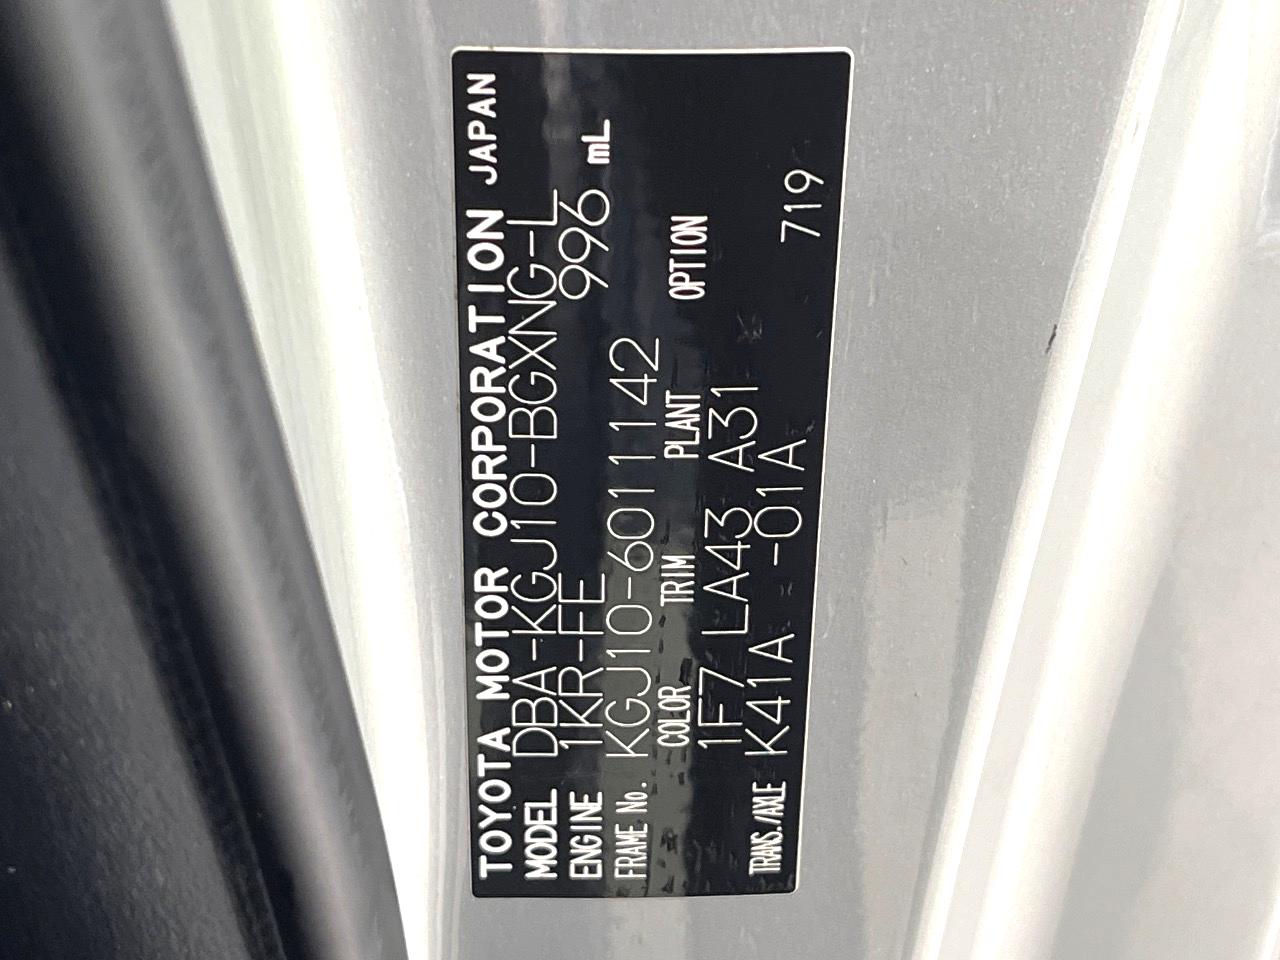 TOYOTA MOTOR CORPORATION JAPAN
MODEL DBA-KGJ10-BGXNG-L
ENGINE 1KR-FE 996 mL
FRAME No. KGJ10-6011142
COLOR TRIM PLANT OPTION
1F7 LA43 A31
TRANS./AXLE K41A -01A 719